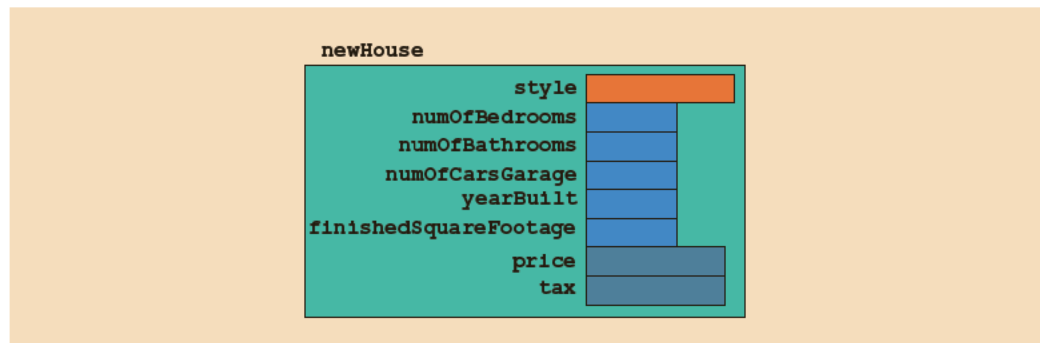 newHouse
style
numOfBedrooms
numOfBathrooms
numOfCarsGarage
yearBuilt
finishedSquareFootage
price
tax